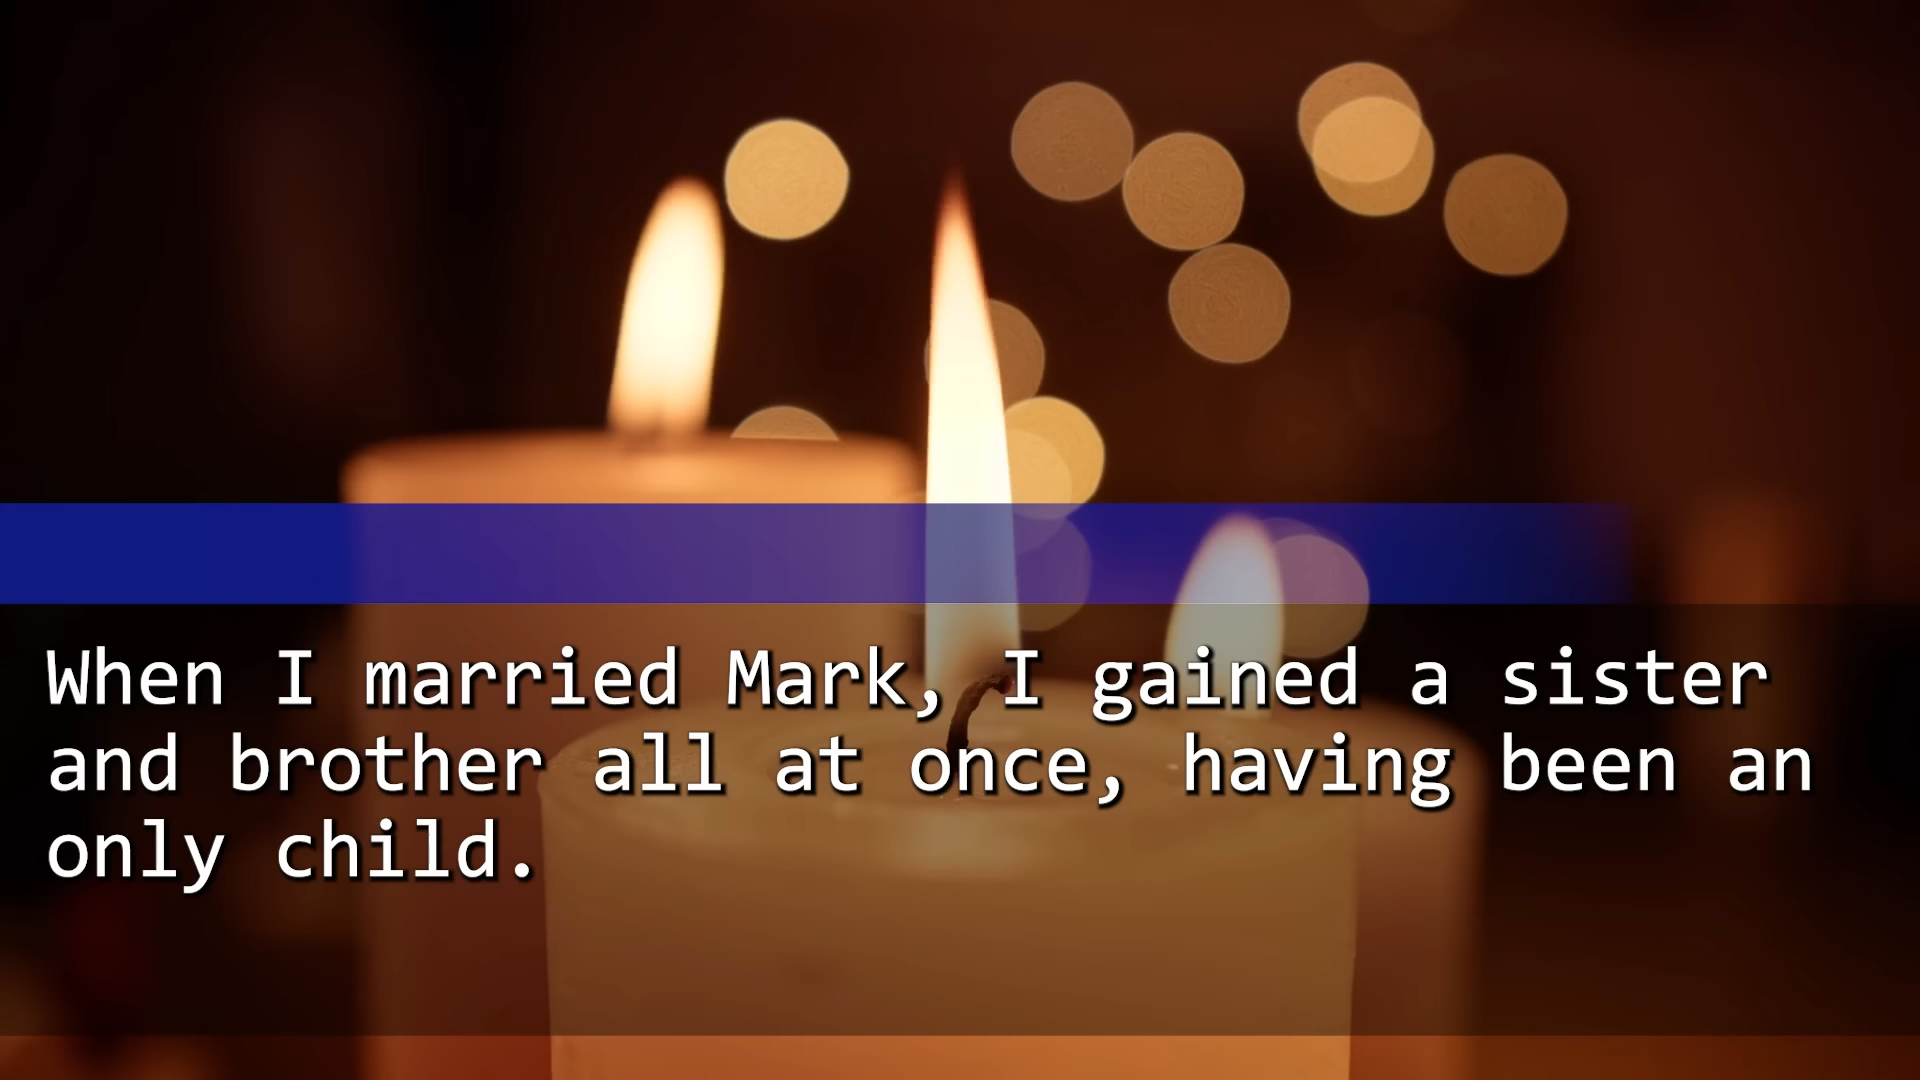 When I married Mark, I gained a sister
and brother all at once, having been an
only child.